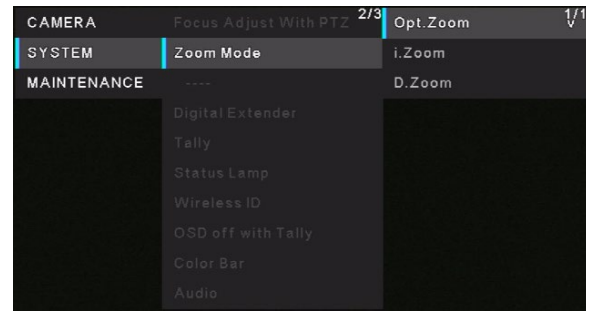 CAMERA
SYSTEM
MAINTENANCE
Focus Adjust With PTZ 2/3
Zoom Mode
----
Digital Extender
Tally
Status Lamp
Wireless ID
OSD off with Tally
Color Bar
Audio
Opt.Zoom 1/1
i.Zoom
D.Zoom